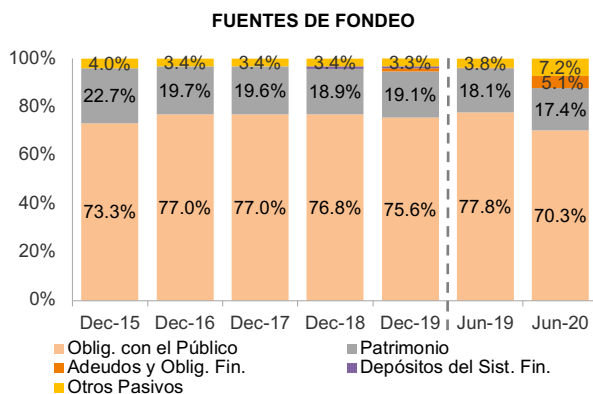 FUENTES DE FONDEO
100%
80%
60%
40%
20%
0%
4.0% 3.4% 3.4% 3.4% 3.3% 3.8% 7.2%
5.1%
22.7% 19.7% 19.6% 18.9% 19.1% 18.1% 17.4%
73.3% 77.0% 77.0% 76.8% 75.6% 77.8% 70.3%
Dec-15 Dec-16 Dec-17 Dec-18 Dec-19 Jun-19 Jun-20
Oblig. con el Público Patrimonio
Adeudos y Oblig. Fin. Depósitos del Sist. Fin.
Otros Pasivos